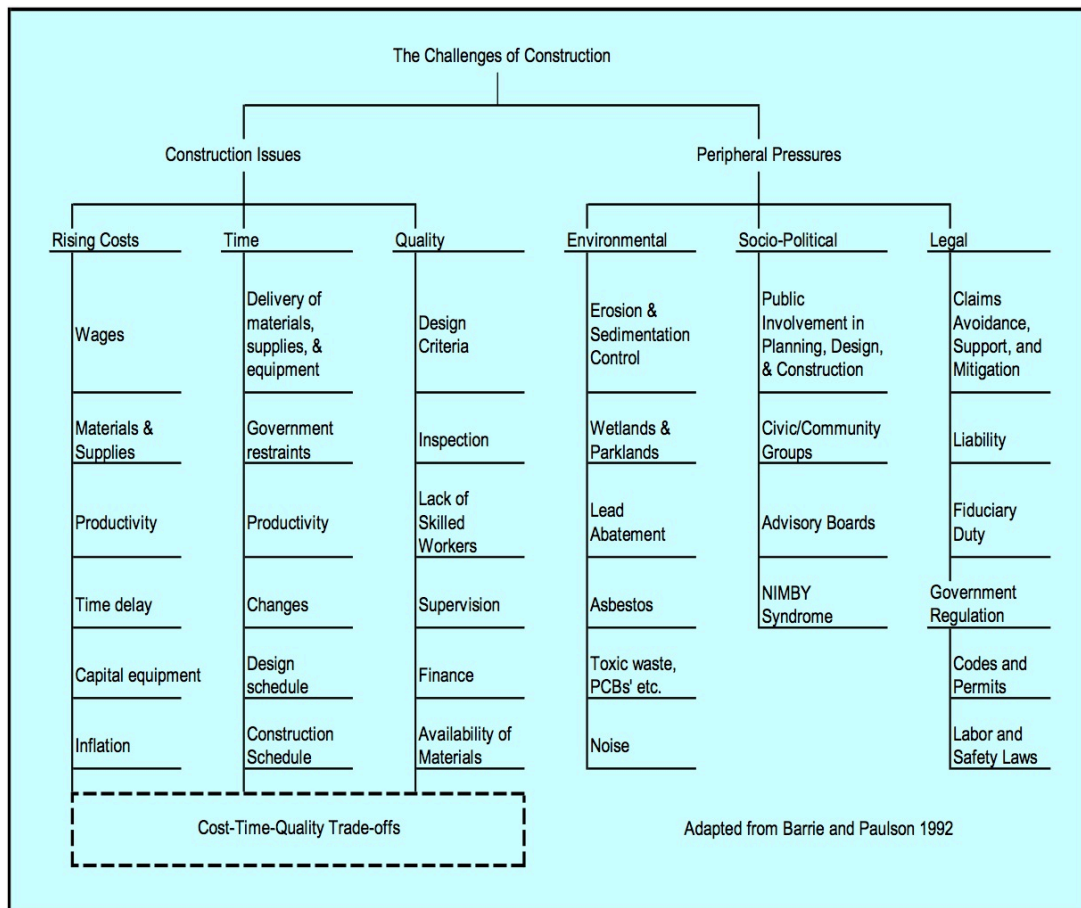 The Challenges of Construction
Construction Issues
Peripheral Pressures
Rising Costs
Time
Quality
Environmental
Socio-Political
Legal
Wages
Delivery of
materials,
supplies, &
equipment
Design
Criteria
Erosion &
Sedimentation
Control
Public
Involvement in
Planning, Design,
& Construction
Claims
Avoidance,
Support, and
Mitigation
Materials &
Supplies
Government
restraints
Inspection
Wetlands &
Parklands
Civic/Community
Groups
Liability
Productivity
Productivity
Lack of
Skilled
Workers
Lead
Abatement
Advisory Boards
Fiduciary
Duty
Time delay
Changes
Supervision
Asbestos
NIMBY
Syndrome
Government
Regulation
Capital equipment
Design
schedule
Finance
Toxic waste,
PCBs' etc.
Codes and
Permits
Inflation
Construction
Schedule
Availability of
Materials
Noise
Labor and
Safety Laws
Cost-Time-Quality Trade-offs
Adapted from Barrie and Paulson 1992